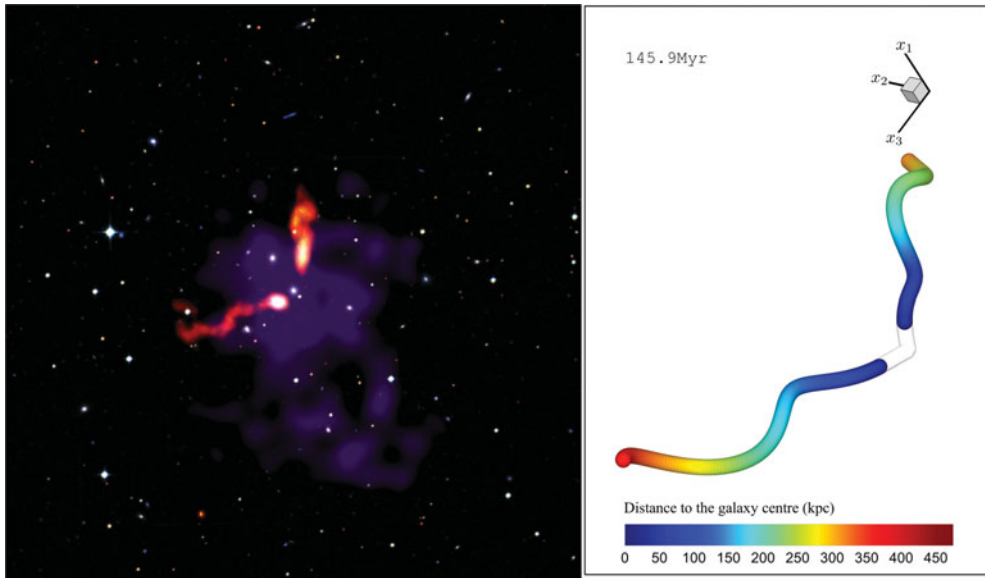 145.9Myr
x₁
x₂
x₃
Distance to the galaxy centre (kpc)
0 50 100 150 200 250 300 350 400 450